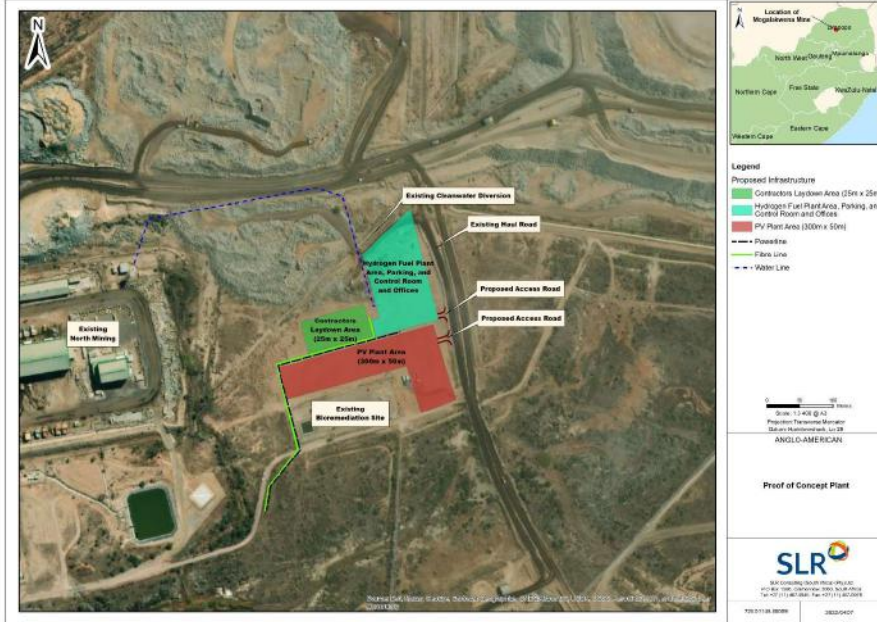 N
Existing Cleanwater Diversion
Existing Haul Road
Hydrogen Fuel Plant
Area, Parking, and
Control Room
and Offices
Proposed Access Road
Proposed Access Road
Contractors
Laydown Area
(25m x 25m)
PV Plant Area
(300m x 50m)
Existing
North Mining
Existing
Bioremediation Site
N
Location of
Mogalakwena Mine
Limpopo
North West
Gauteng
Mpumalanga
Northern Cape
Free State
KwaZulu-Natal
Eastern Cape
Western Cape
Legend
Proposed Infrastructure
Contractors Laydown Area (25m x 25m
Hydrogen Fuel Plant Area, Parking, and
Control Room and Offices
PV Plant Area (300m x 50m)
Powerline
Fibre Line
Water Line
Projection: Transverse Mercator
ANGLO-AMERICAN
Proof of Concept Plant
SLR